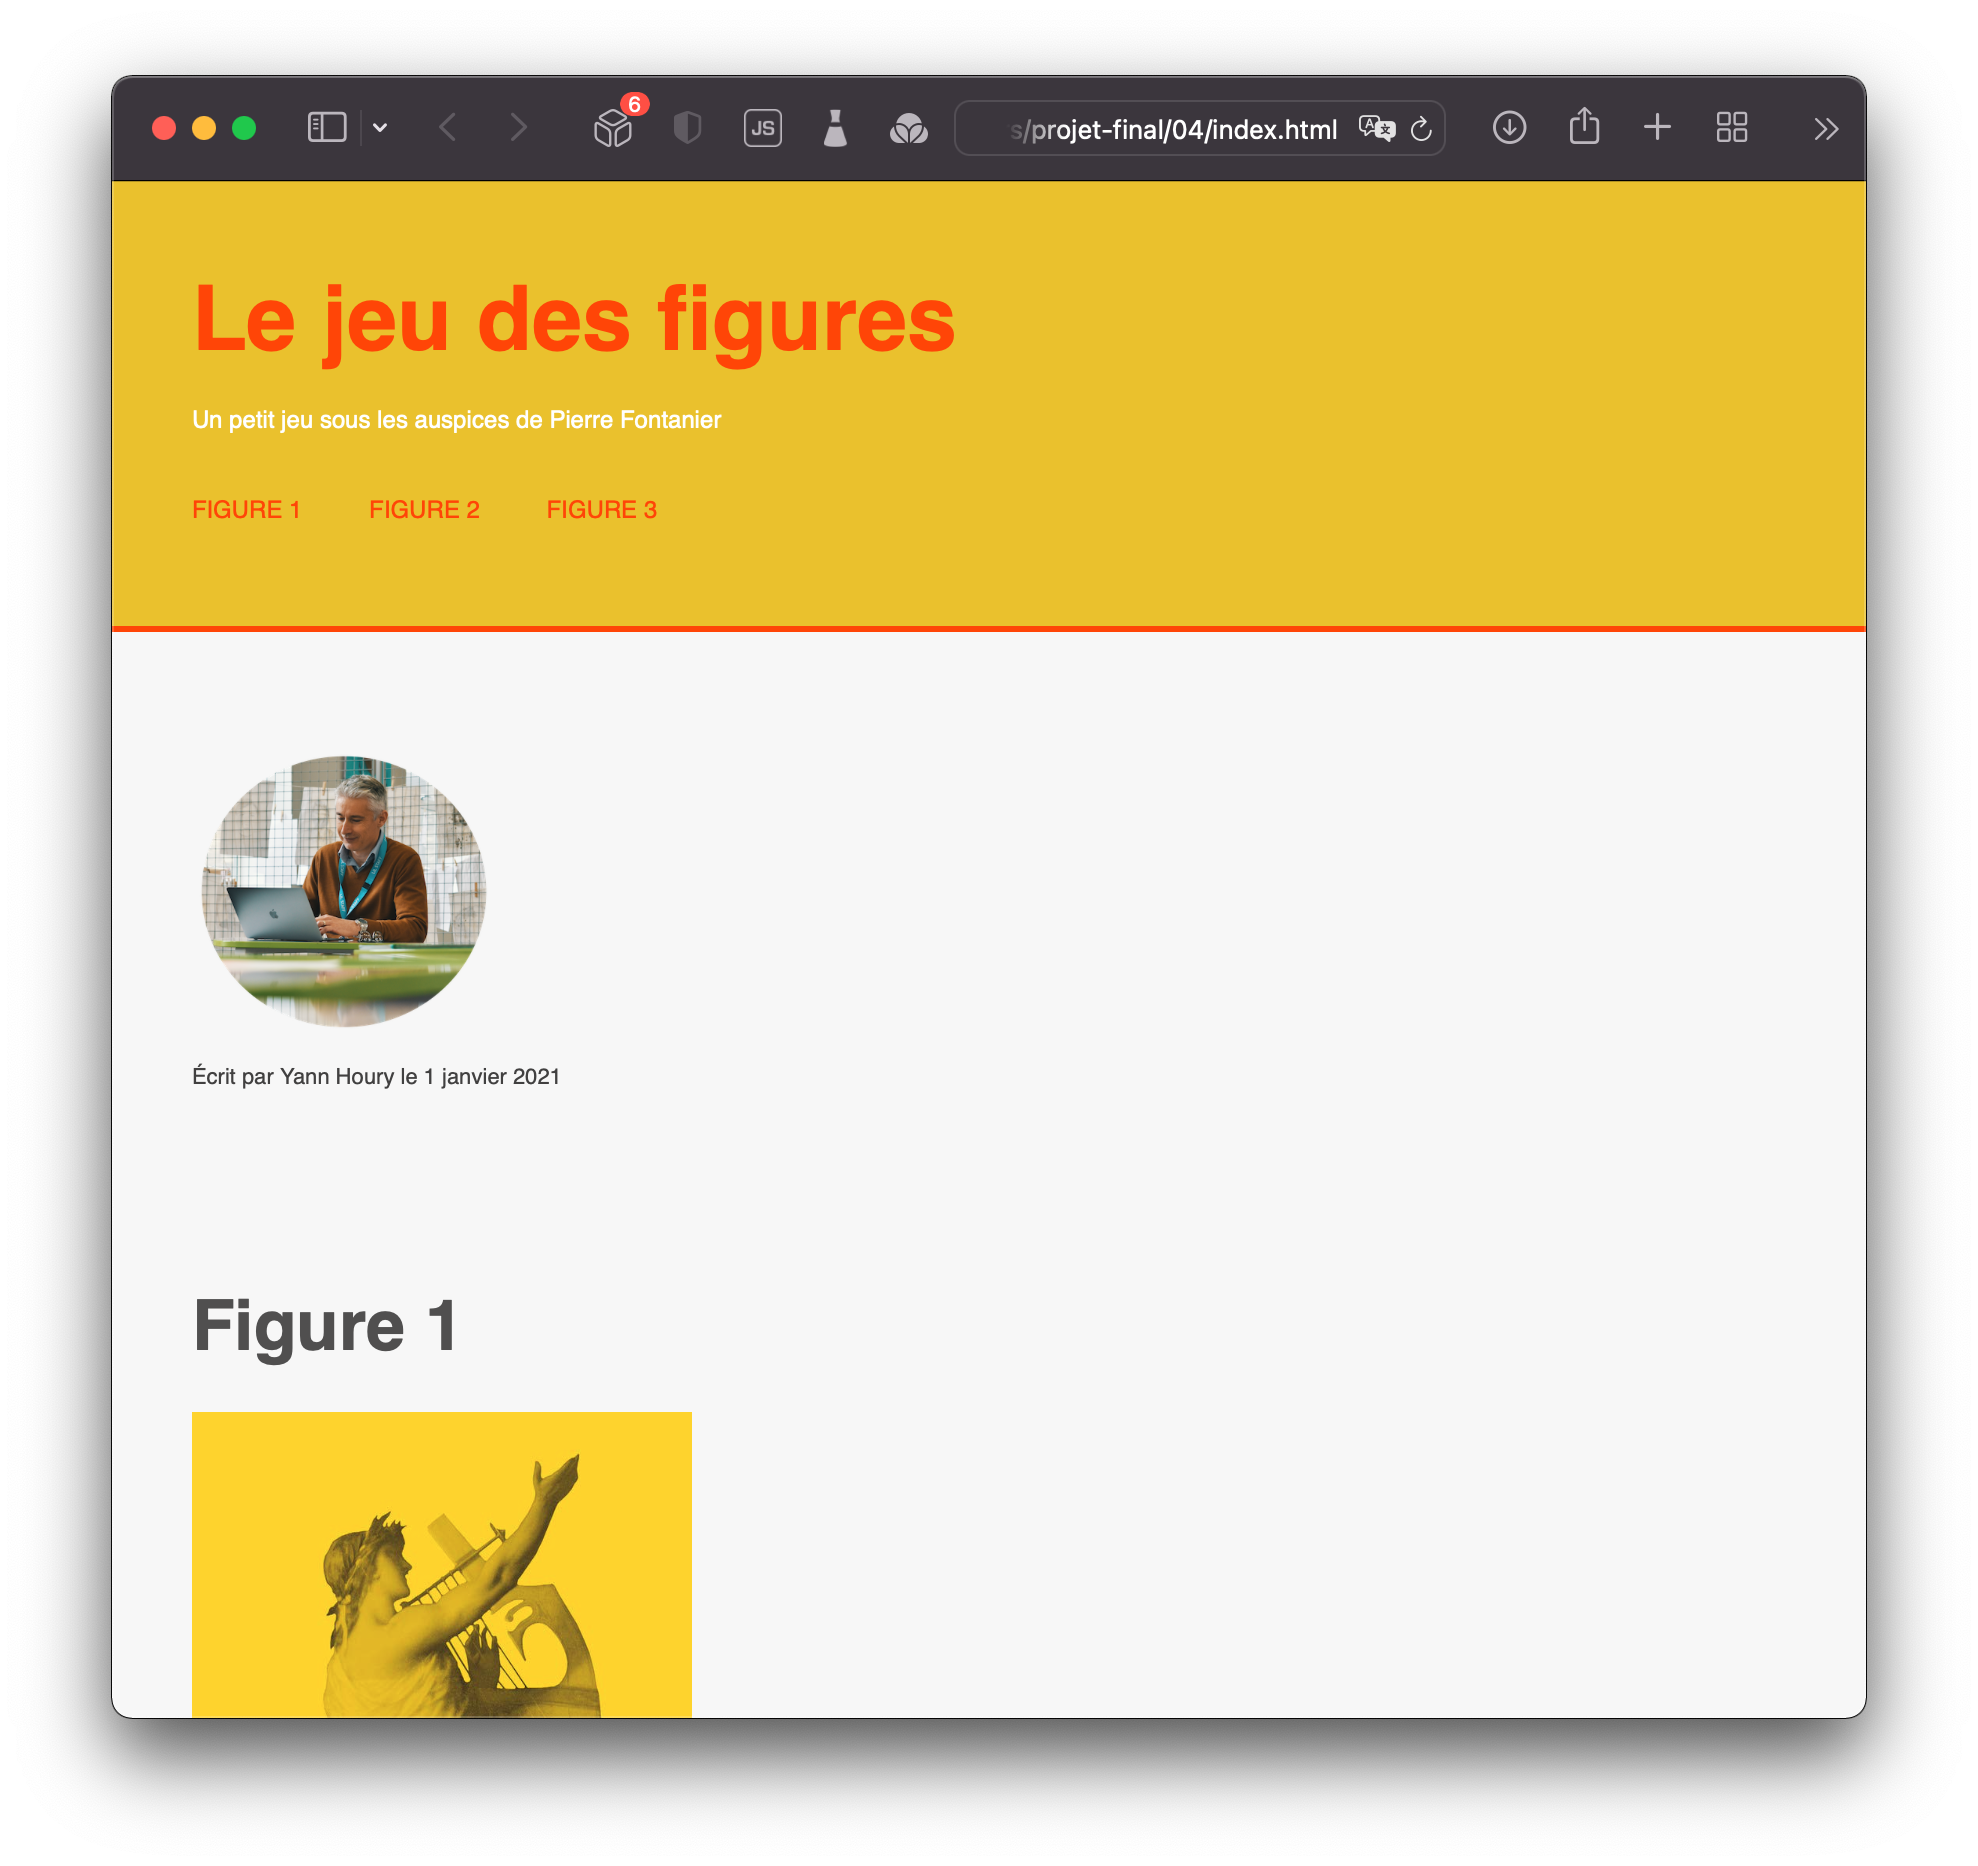 6
JS
s/projet-final/04/index.html
Le jeu des figures
Un petit jeu sous les auspices de Pierre Fontanier
FIGURE 1 FIGURE 2 FIGURE 3
Écrit par Yann Houry le 1 janvier 2021
Figure 1